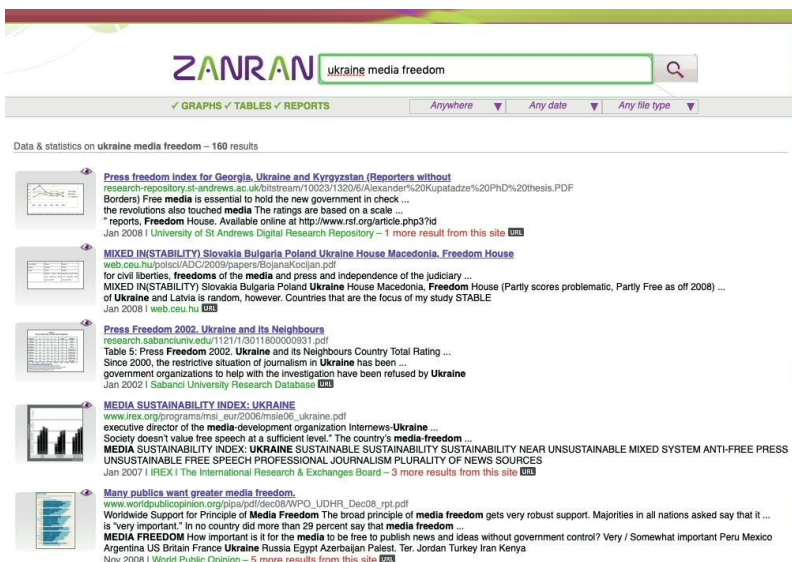 ZANRAN ukraine media freedom
✓ GRAPHS ✓ TABLES ✓ REPORTS Anywhere Any date Any file type
Data & statistics on ukraine media freedom – 160 results
Press freedom index for Georgia, Ukraine and Kyrgyzstan (Reporters without
research-repository.st-andrews.ac.uk/bitstream/10023/1320/6/Alexander%20Kupatadze%20PhD%20thesis.PDF
Borders) Free media is essential to hold the new government in check ...
the revolutions also touched media The ratings are based on a scale ...
" reports, Freedom House. Available online at http://www.rsf.org/article.php3?id
Jan 2008 | University of St Andrews Digital Research Repository – 1 more result from this site URL
MIXED IN(STABILITY) Slovakia Bulgaria Poland Ukraine House Macedonia, Freedom House
web.ceu.hu/polsci/ADC/2009/papers/BojanaKocijan.pdf
for civil liberties, freedoms of the media and press and independence of the judiciary ...
MIXED IN(STABILITY) Slovakia Bulgaria Poland Ukraine House Macedonia, Freedom House (Partly scores problematic, Partly Free as off 2008) ...
of Ukraine and Latvia is random, however. Countries that are the focus of my study STABLE
Jan 2008 | web.ceu.hu URL
Press Freedom 2002. Ukraine and its Neighbours
research.sabanciuniv.edu/1121/1/3011800000931.pdf
Table 5: Press Freedom 2002. Ukraine and its Neighbours Country Total Rating ...
Since 2000, the restrictive situation of journalism in Ukraine has been ...
government organizations to help with the investigation have been refused by Ukraine
Jan 2002 | Sabanci University Research Database URL
MEDIA SUSTAINABILITY INDEX: UKRAINE
www.irex.org/programs/msi_eur/2006/msie06_ukraine.pdf
executive director of the media-development organization Internews-Ukraine ...
Society doesn't value free speech at a sufficient level." The country's media-freedom ...
MEDIA SUSTAINABILITY INDEX: UKRAINE SUSTAINABLE SUSTAINABILITY SUSTAINABILITY NEAR UNSUSTAINABLE MIXED SYSTEM ANTI-FREE PRESS
UNSUSTAINABLE FREE SPEECH PROFESSIONAL JOURNALISM PLURALITY OF NEWS SOURCES
Jan 2007 | IREX | The International Research & Exchanges Board – 3 more results from this site URL
Many publics want greater media freedom.
www.worldpublicopinion.org/pipa/pdf/dec08/WPO_UDHR_Dec08_rpt.pdf
Worldwide Support for Principle of Media Freedom The broad principle of media freedom gets very robust support. Majorities in all nations asked say that it ...
is "very important." In no country did more than 29 percent say that media freedom ...
MEDIA FREEDOM How important is it for the media to be free to publish news and ideas without government control? Very / Somewhat important Peru Mexico
Argentina US Britain France Ukraine Russia Egypt Azerbaijan Palest. Ter. Jordan Turkey Iran Kenya
Nov 2008 | World Public Opinion – 5 more results from this site URL